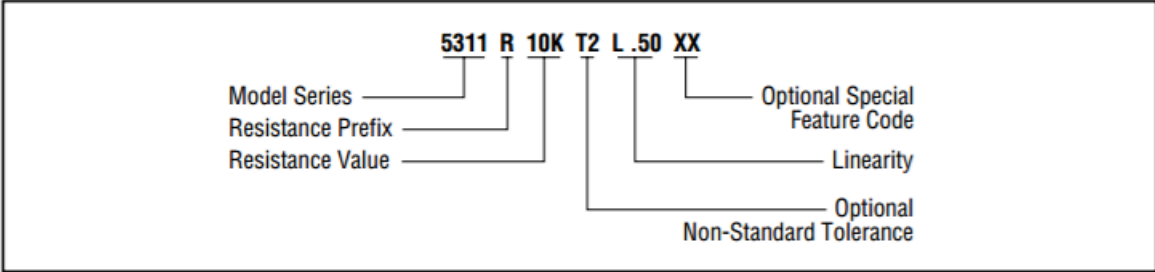 5311 R 10K T2 L .50 XX
Model Series
Resistance Prefix
Resistance Value
Optional Special
Feature Code
Linearity
Optional
Non-Standard Tolerance